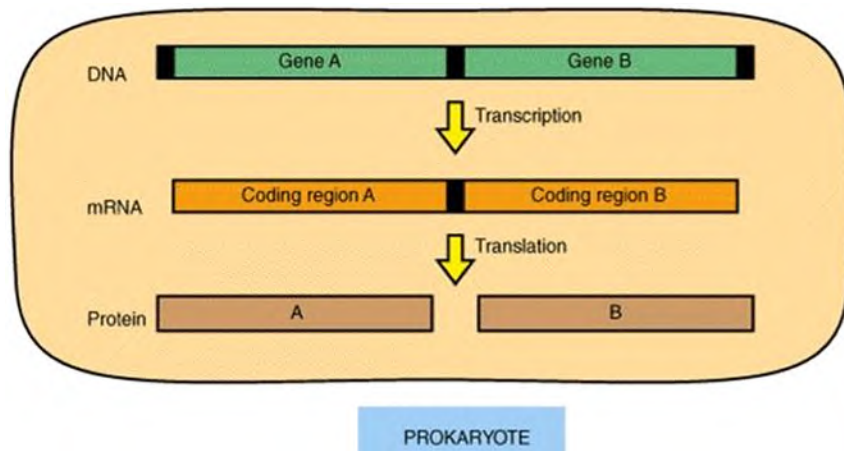 DNA
Gene A
Gene B
Transcription
mRNA
Coding region A
Coding region B
Translation
Protein
A
B
PROKARYOTE